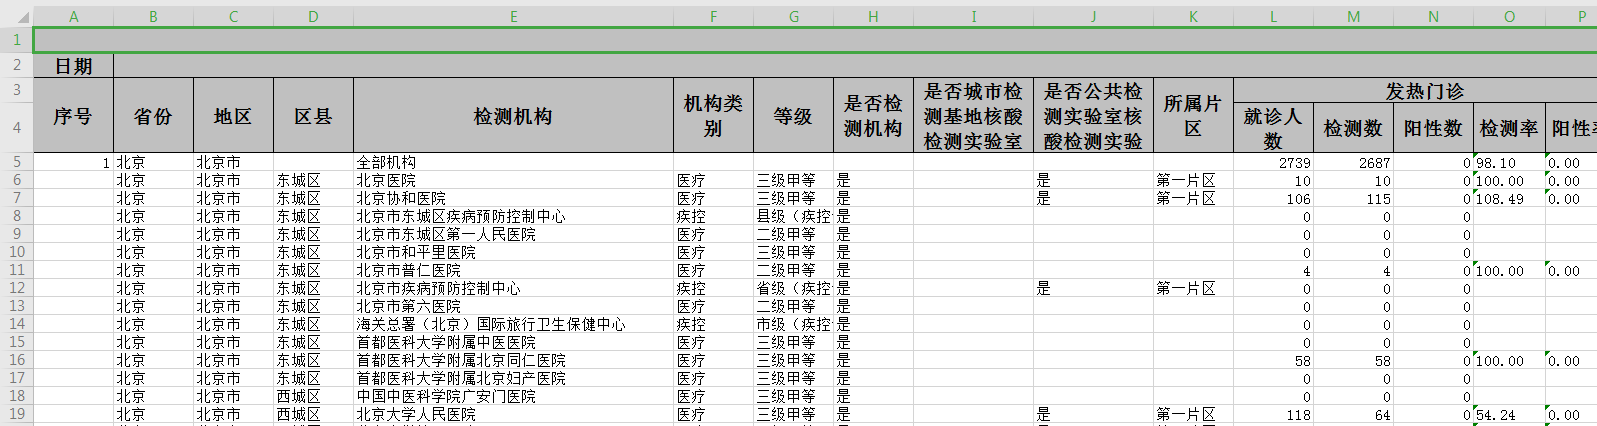 A B C D E F G H I J K L M N O P
1
2 日期
3 序号 省份 地区 区县 检测机构 机构类别 等级 是否检测机构 是否城市检测基地核酸检测实验室 是否公共检测实验室核酸检测实验 所属片区 发热门诊
4 就诊人数 检测数 阳性数 检测率 阳性
5 1 北京 北京市 全部机构 2739 2687 0 98.10 0.00
6 北京 北京市 东城区 北京医院 医疗 三级甲等 是 是 第一片区 10 10 0 100.00 0.00
7 北京 北京市 东城区 北京协和医院 医疗 三级甲等 是 是 第一片区 106 115 0 108.49 0.00
8 北京 北京市 东城区 北京市东城区疾病预防控制中心 疾控 县级（疾控 是 0 0 0
9 北京 北京市 东城区 北京市东城区第一人民医院 医疗 二级甲等 是 0 0 0
10 北京 北京市 东城区 北京市和平里医院 医疗 三级甲等 是 0 0 0
11 北京 北京市 东城区 北京市普仁医院 医疗 二级甲等 是 4 4 0 100.00 0.00
12 北京 北京市 东城区 北京市疾病预防控制中心 疾控 省级（疾控 是 是 第一片区 0 0 0
13 北京 北京市 东城区 北京市第六医院 医疗 二级甲等 是 0 0 0
14 北京 北京市 东城区 海关总署（北京）国际旅行卫生保健中心 疾控 市级（疾控 是 0 0 0
15 北京 北京市 东城区 首都医科大学附属北京中医医院 医疗 三级甲等 是 0 0 0
16 北京 北京市 东城区 首都医科大学附属北京同仁医院 医疗 三级甲等 是 58 58 0 100.00 0.00
17 北京 北京市 东城区 首都医科大学附属北京妇产医院 医疗 三级甲等 是 0 0 0
18 北京 北京市 西城区 中国中医科学院广安门医院 医疗 三级甲等 是 0 0 0
19 北京 北京市 西城区 北京大学人民医院 医疗 三级甲等 是 是 第一片区 118 64 0 54.24 0.00